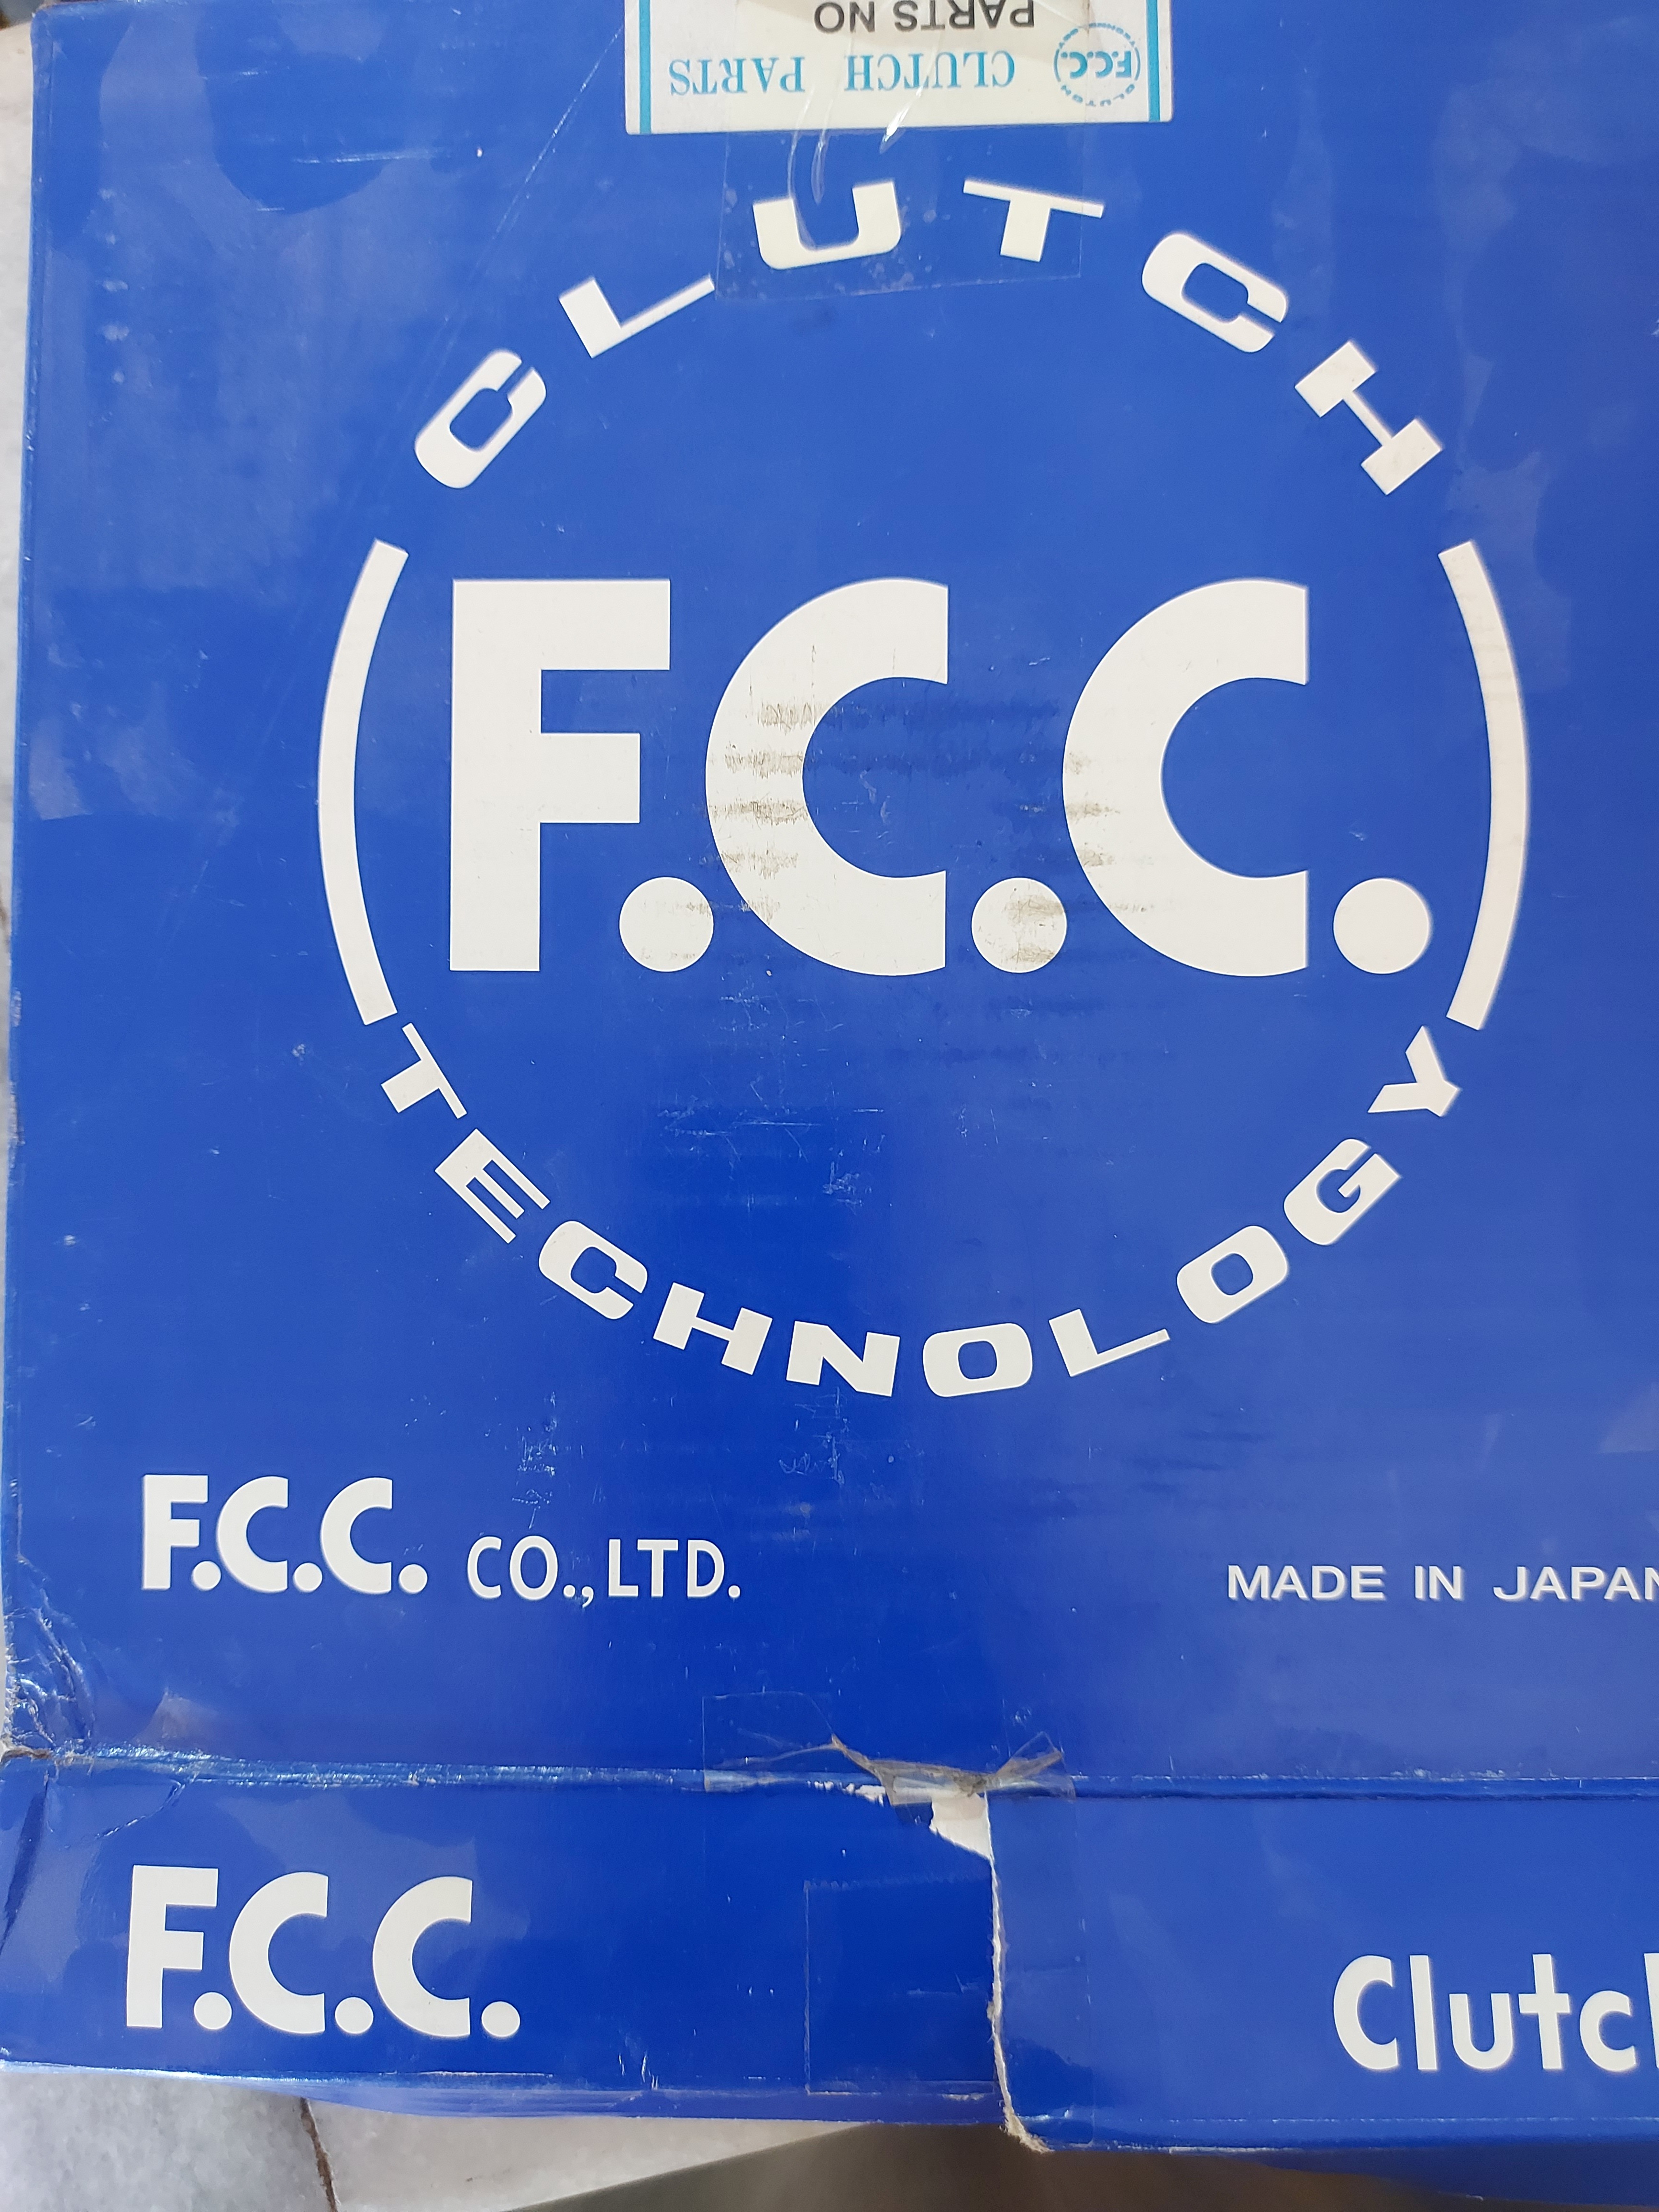 PARTS NO
CLUTCH PARTS
F.C.C.
CLUTCH
F.C.C.
TECHNOLOGY
F.C.C. CO.,LTD.
MADE IN JAPAN
F.C.C.
Clutch